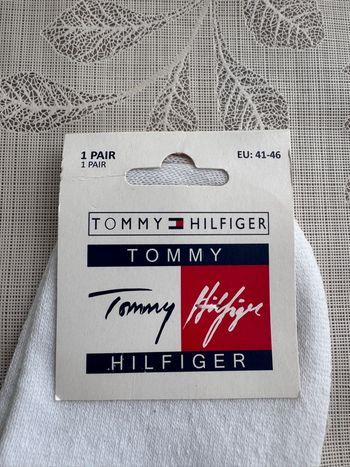 1 PAIR
1 PAIR
EU: 41-46
TOMMY HILFIGER
TOMMY
Tommy Hilfiger
HILFIGER